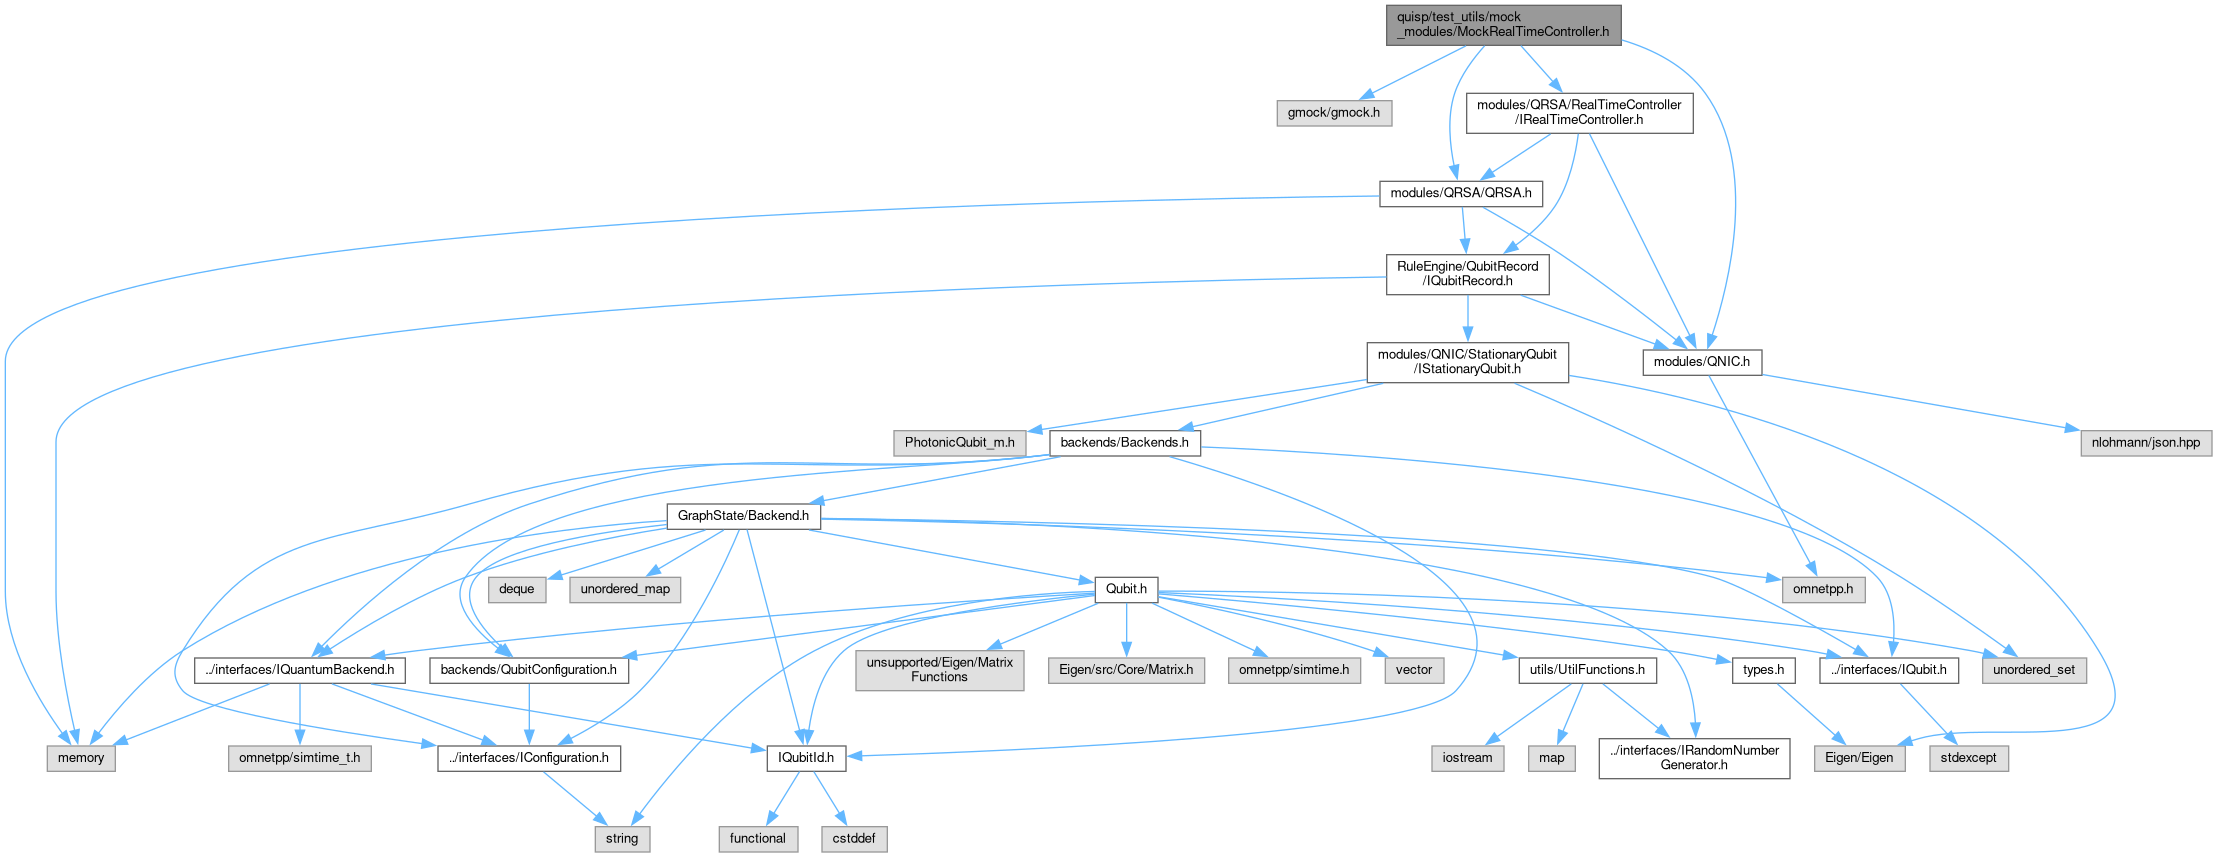 quisp/test_utils/mock
_modules/MockRealTimeController.h
gmock/gmock.h
modules/QRSA/RealTimeController
/IRealTimeController.h
modules/QRSA/QRSA.h
RuleEngine/QubitRecord
/IQubitRecord.h
modules/QNIC/StationaryQubit
/IStationaryQubit.h
modules/QNIC.h
PhotonicQubit_m.h
backends/Backends.h
nlohmann/json.hpp
GraphState/Backend.h
deque
unordered_map
Qubit.h
omnetpp.h
../interfaces/IQuantumBackend.h
backends/QubitConfiguration.h
unsupported/Eigen/Matrix
Functions
Eigen/src/Core/Matrix.h
omnetpp/simtime.h
vector
utils/UtilFunctions.h
types.h
../interfaces/IQubit.h
unordered_set
memory
omnetpp/simtime_t.h
../interfaces/IConfiguration.h
IQubitId.h
iostream
map
../interfaces/IRandomNumber
Generator.h
Eigen/Eigen
stdexcept
string
functional
cstddef